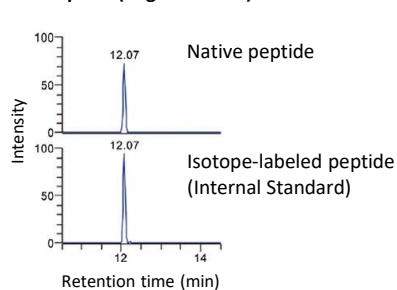 100
12.07
Native peptide
50
0
Intensity
100
12.07
Isotope-labeled peptide
(Internal Standard)
50
0
12
14
Retention time (min)